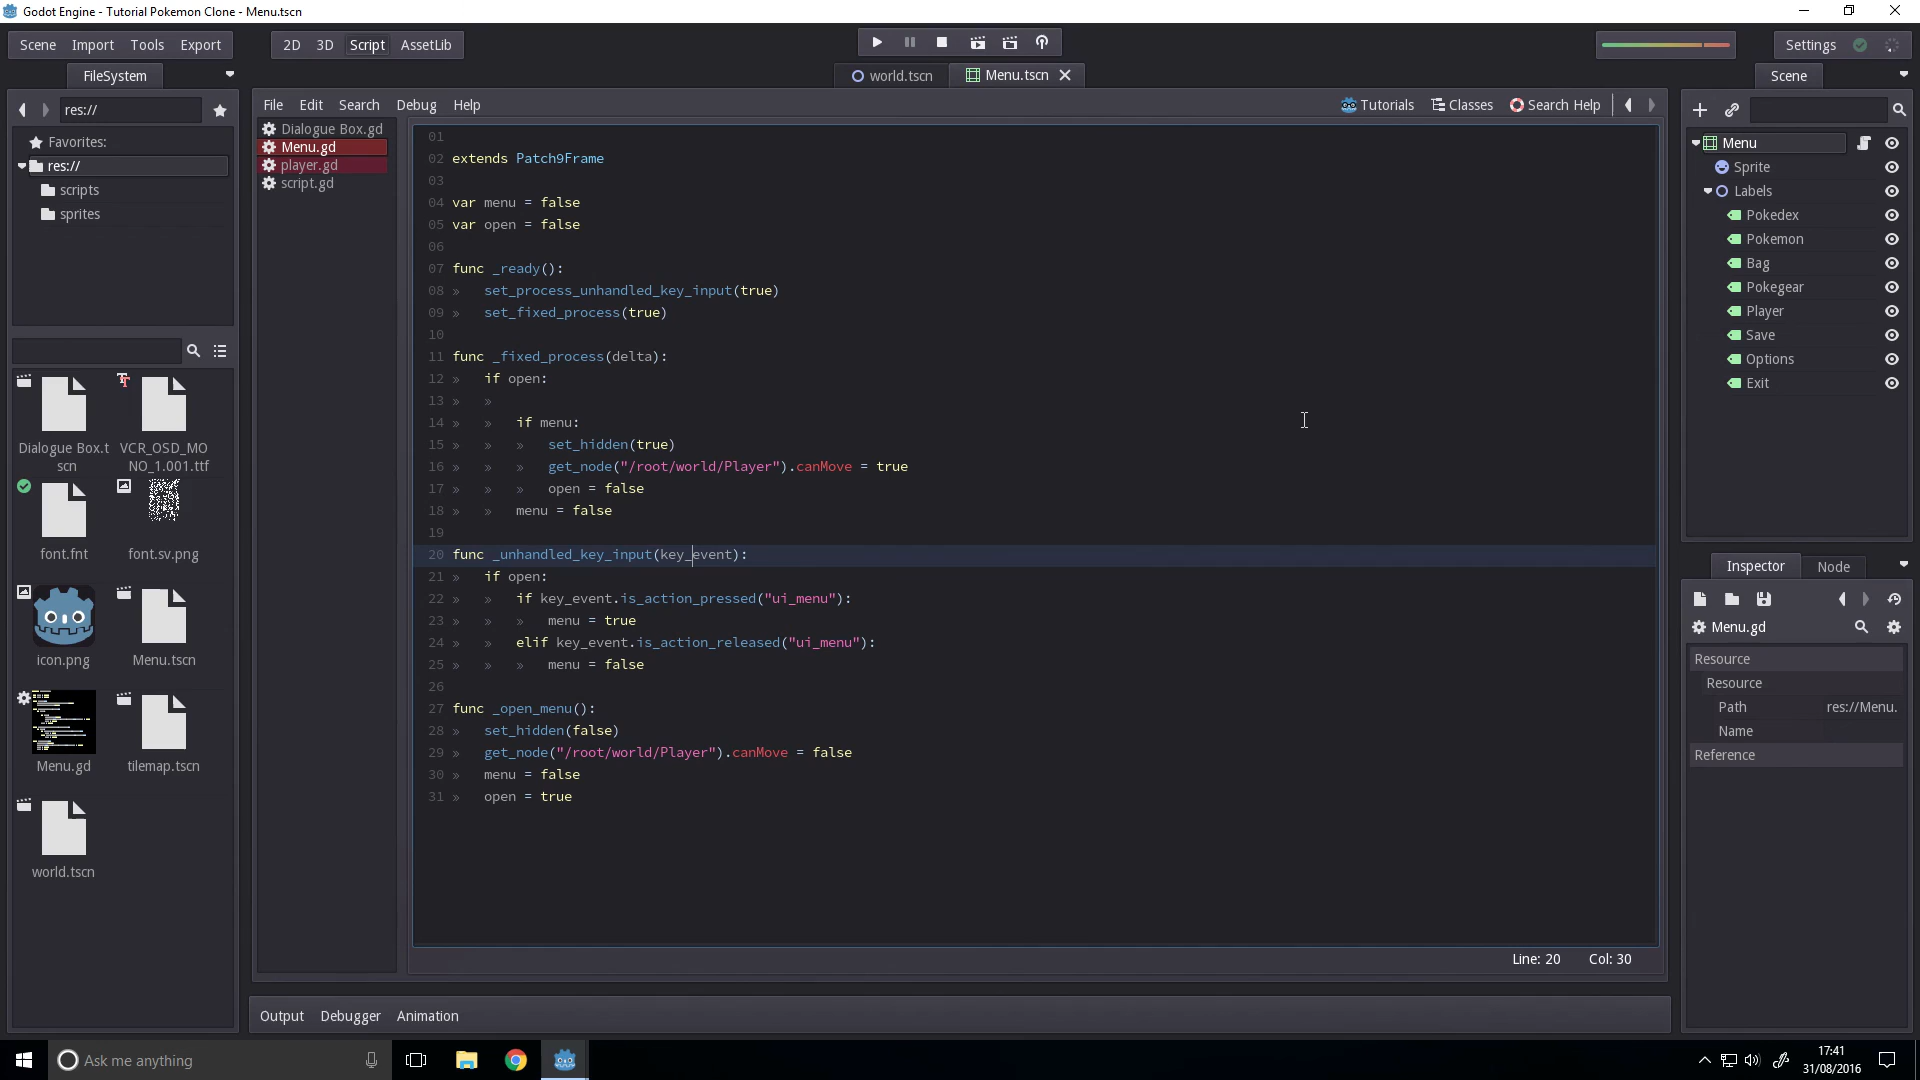 Godot Engine - Tutorial Pokemon Clone - Menu.tscn
Scene Import Tools Export
2D 3D Script AssetLib
Settings
FileSystem
world.tscn
Menu.tscn
Scene
res://
File Edit Search Debug Help
Tutorials Classes Search Help
Favorites:
res://
scripts
sprites
Dialogue Box.t
scn
VCR_OSD_MO
NO_1.001.ttf
font.fnt
font.sv.png
icon.png
Menu.tscn
Menu.gd
tilemap.tscn
world.tscn
Dialogue Box.gd
Menu.gd
player.gd
script.gd
01
02 extends Patch9Frame
03
04 var menu = false
05 var open = false
06
07 func _ready():
08 » set_process_unhandled_key_input(true)
09 » set_fixed_process(true)
10
11 func _fixed_process(delta):
12 » if open:
13 » »
14 » » if menu:
15 » » » set_hidden(true)
16 » » » get_node("/root/world/Player").canMove = true
17 » » » open = false
18 » » menu = false
19
20 func _unhandled_key_input(key_event):
21 » if open:
22 » » if key_event.is_action_pressed("ui_menu"):
23 » » » menu = true
24 » » elif key_event.is_action_released("ui_menu"):
25 » » » menu = false
26
27 func _open_menu():
28 » set_hidden(false)
29 » get_node("/root/world/Player").canMove = false
30 » menu = false
31 » open = true
Line: 20 Col: 30
Output Debugger Animation
Menu
Sprite
Labels
Pokedex
Pokemon
Bag
Pokegear
Player
Save
Options
Exit
Inspector Node
Menu.gd
Resource
Resource
Path res://Menu.
Name
Reference
Ask me anything
17:41
31/08/2016